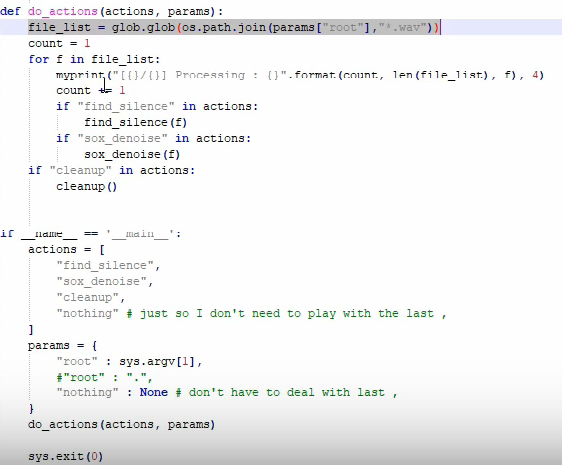 def do_actions(actions, params):
    file_list = glob.glob(os.path.join(params["root"],"*.wav"))
    count = 1
    for f in file_list:
        myprint("[{}/{}] Processing : {}".format(count, len(file_list), f), 4)
        count += 1
        if "find_silence" in actions:
            find_silence(f)
        if "sox_denoise" in actions:
            sox_denoise(f)
    if "cleanup" in actions:
        cleanup()
if __name__ == '__main__':
    actions = [
        "find_silence",
        "sox_denoise",
        "cleanup",
        "nothing" # just so I don't need to play with the last ,
    ]
    params = {
        "root" : sys.argv[1],
        #"root" : ".",
        "nothing" : None # don't have to deal with last ,
    }
    do_actions(actions, params)
    sys.exit(0)